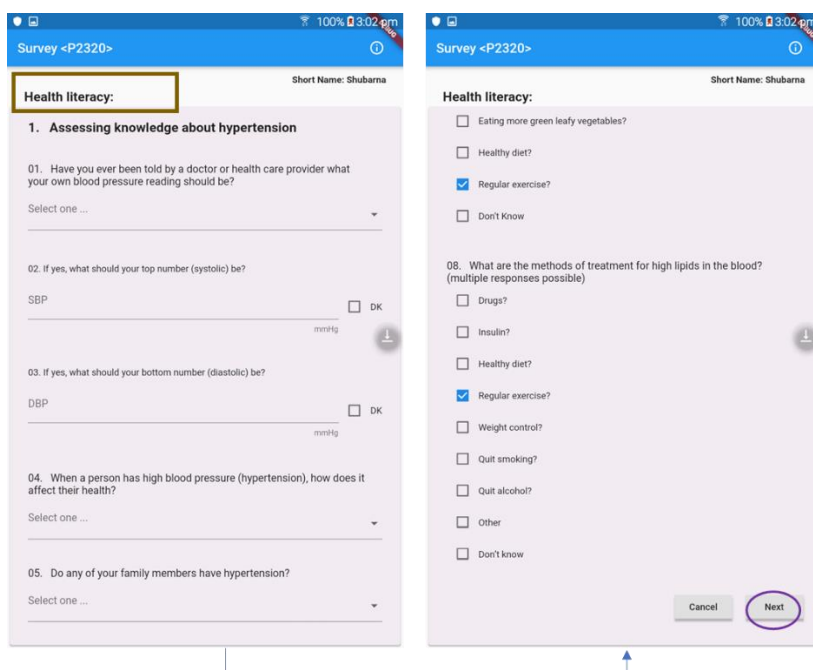 100% 3:02 pm
Survey <P2320>
Short Name: Shubarna
Health literacy:
1. Assessing knowledge about hypertension
01. Have you ever been told by a doctor or health care provider what
your own blood pressure reading should be?
Select one ...
02. If yes, what should your top number (systolic) be?
SBP
DK
mmHg
03. If yes, what should your bottom number (diastolic) be?
DBP
DK
mmHg
04. When a person has high blood pressure (hypertension), how does it
affect their health?
Select one ...
05. Do any of your family members have hypertension?
Select one ...
100% 3:02 pm
Survey <P2320>
Short Name: Shubarna
Health literacy:
Eating more green leafy vegetables?
Healthy diet?
Regular exercise?
Don't Know
08. What are the methods of treatment for high lipids in the blood?
(multiple responses possible)
Drugs?
Insulin?
Healthy diet?
Regular exercise?
Weight control?
Quit smoking?
Quit alcohol?
Other
Don't know
Cancel
Next